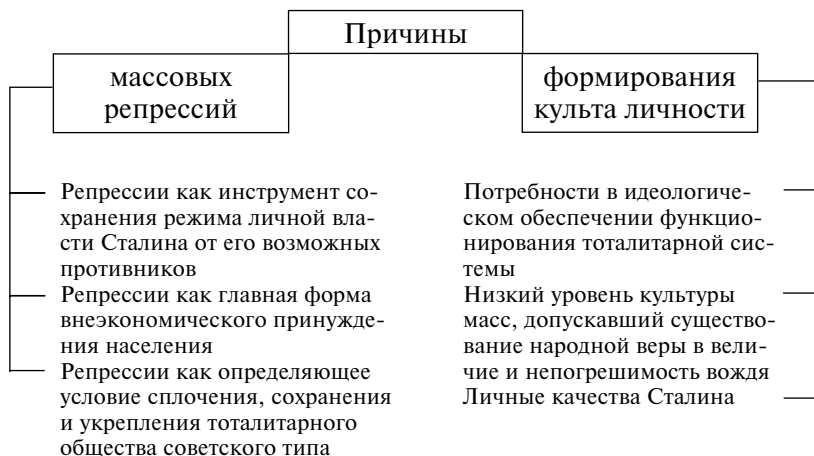 Причины
массовых
репрессий
формирования
культа личности
Репрессии как инструмент со-
хранения режима личной вла-
сти Сталина от его возможных
противников
Репрессии как главная форма
внеэкономического принужде-
ния населения
Репрессии как определяющее
условие сплочения, сохранения
и укрепления тоталитарного
общества советского типа
Потребности в идеологиче-
ском обеспечении функцио-
нирования тоталитарной сис-
темы
Низкий уровень культуры
масс, допускавший существо-
вание народной веры в вели-
чие и непогрешимость вождя
Личные качества Сталина